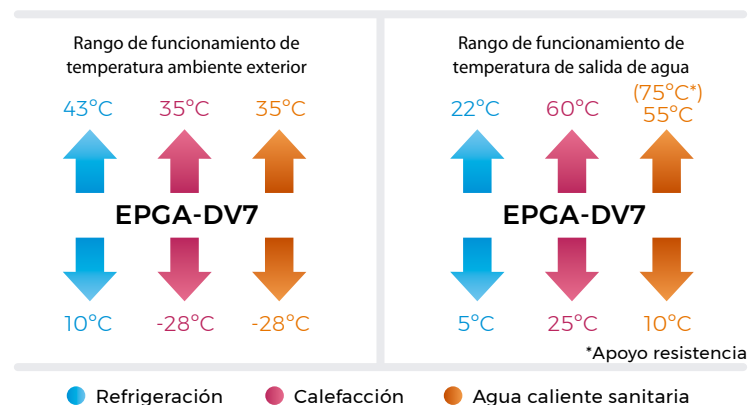 Rango de funcionamiento de
temperatura ambiente exterior
43°C 35°C 35°C
EPGA-DV7
10°C -28°C -28°C
Rango de funcionamiento de
temperatura de salida de agua
(75°C*)
22°C 60°C 55°C
EPGA-DV7
5°C 25°C 10°C
*Apoyo resistencia
Refrigeración Calefacción Agua caliente sanitaria